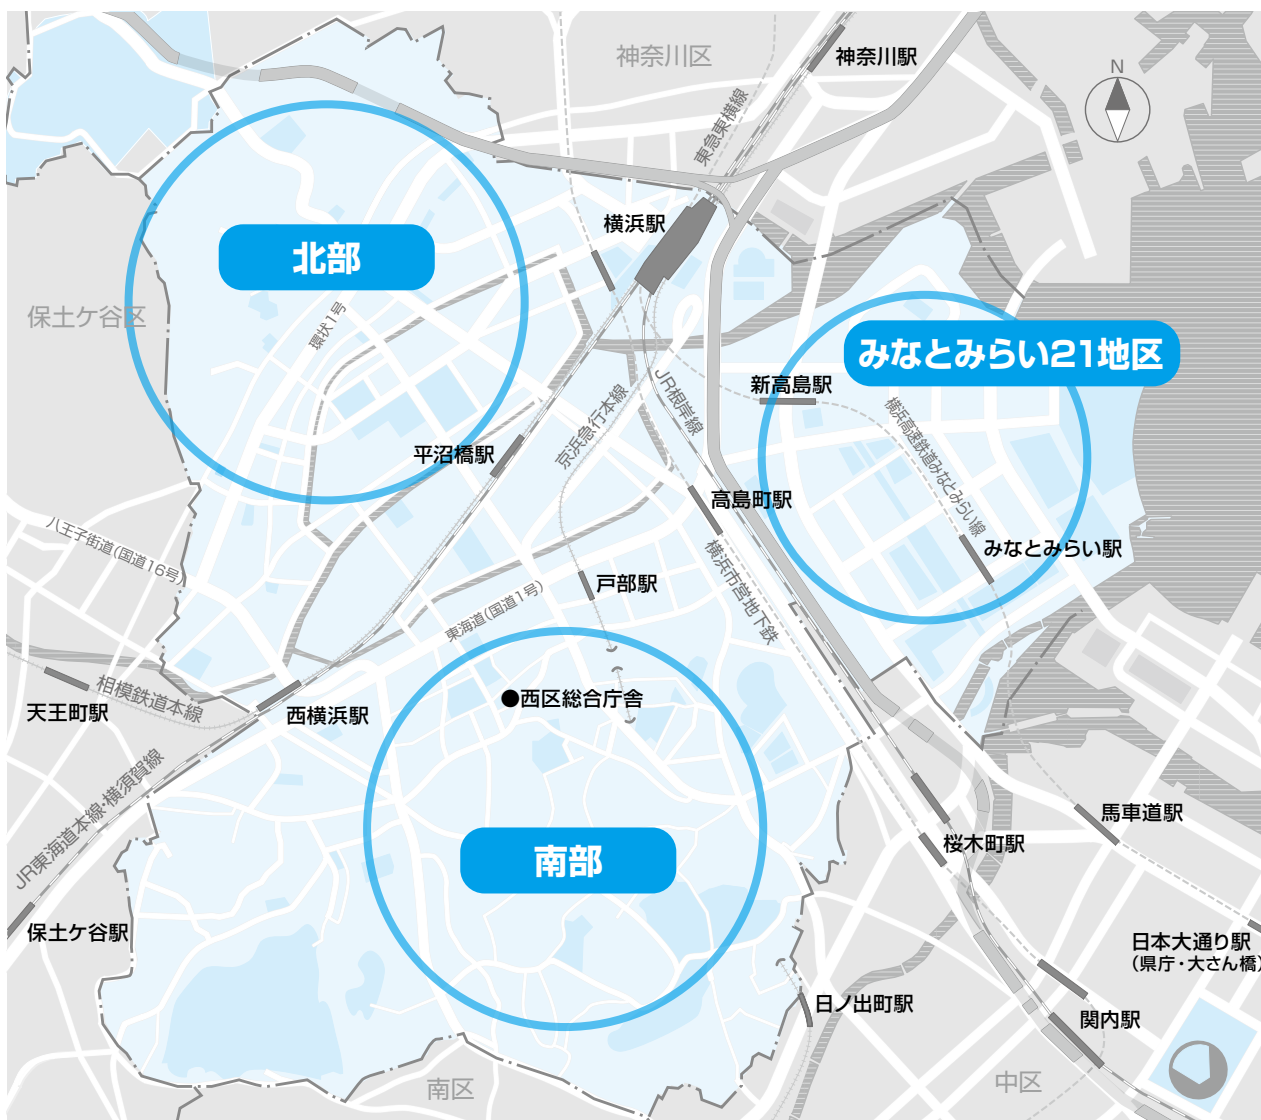 神奈川区
神奈川駅
N
東急東横線
横浜駅
北部
保土ケ谷区
環状1号
みなとみらい21地区
JR根岸線
新高島駅
京浜急行本線
横浜高速鉄道みなとみらい線
平沼橋駅
高島町駅
八王子街道(国道16号)
みなとみらい駅
横浜市営地下鉄
戸部駅
東海道(国道1号)
●西区総合庁舎
相模鉄道本線
天王町駅
西横浜駅
JR東海道本線・横須賀線
馬車道駅
桜木町駅
南部
保土ケ谷駅
日本大通り駅
(県庁・大さん橋)
日ノ出町駅
関内駅
南区
中区